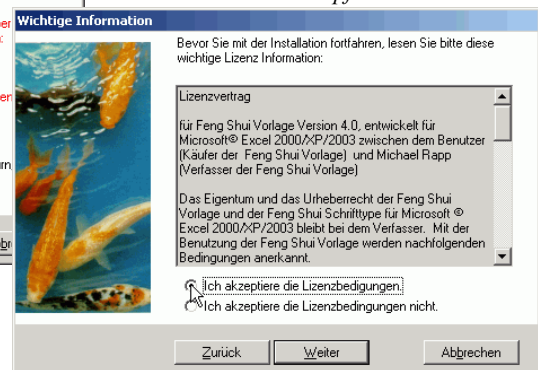 Wichtige Information
Bevor Sie mit der Installation fortfahren, lesen Sie bitte diese
wichtige Lizenz Information:
Lizenzvertrag
für Feng Shui Vorlage Version 4.0, entwickelt für
Microsoft® Excel 2000/XP/2003 zwischen dem Benutzer
(Käufer der Feng Shui Vorlage) und Michael Rapp
(Verfasser der Feng Shui Vorlage)
Das Eigentum und das Urheberrecht der Feng Shui
Vorlage und der Feng Shui Schrifttype für Microsoft ®
Excel 2000/XP/2003 bleibt bei dem Verfasser. Mit der
Benutzung der Feng Shui Vorlage werden nachfolgenden
Bedingungen anerkannt.
Ich akzeptiere die Lizenzbedigungen.
Ich akzeptiere die Lizenzbedingungen nicht.
Zurück
Weiter
Abbrechen